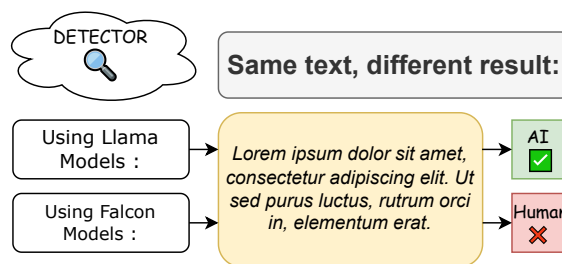 DETECTOR
Same text, different result:
Using Llama
Models :
Lorem ipsum dolor sit amet,
consectetur adipiscing elit. Ut
sed purus luctus, rutrum orci
in, elementum erat.
AI
Using Falcon
Models :
Human